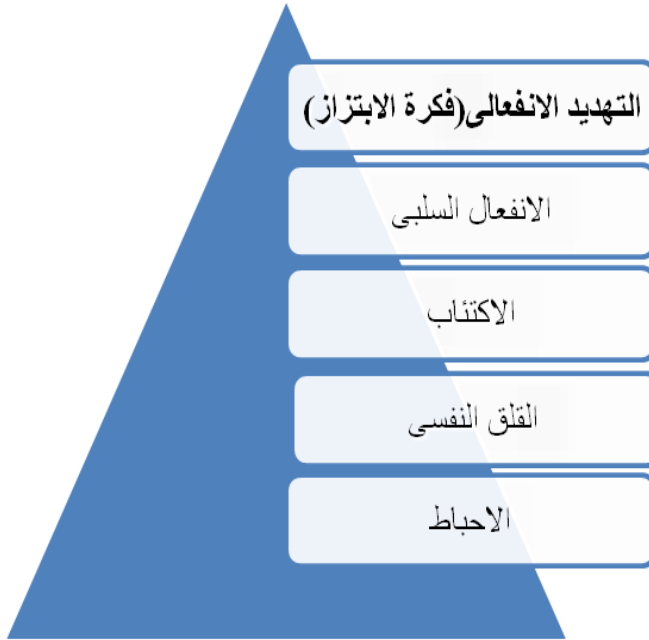 التهديد الانفعالى(فكرة الابتزاز)
الانفعال السلبى
الاكتئاب
القلق النفسى
الاحباط